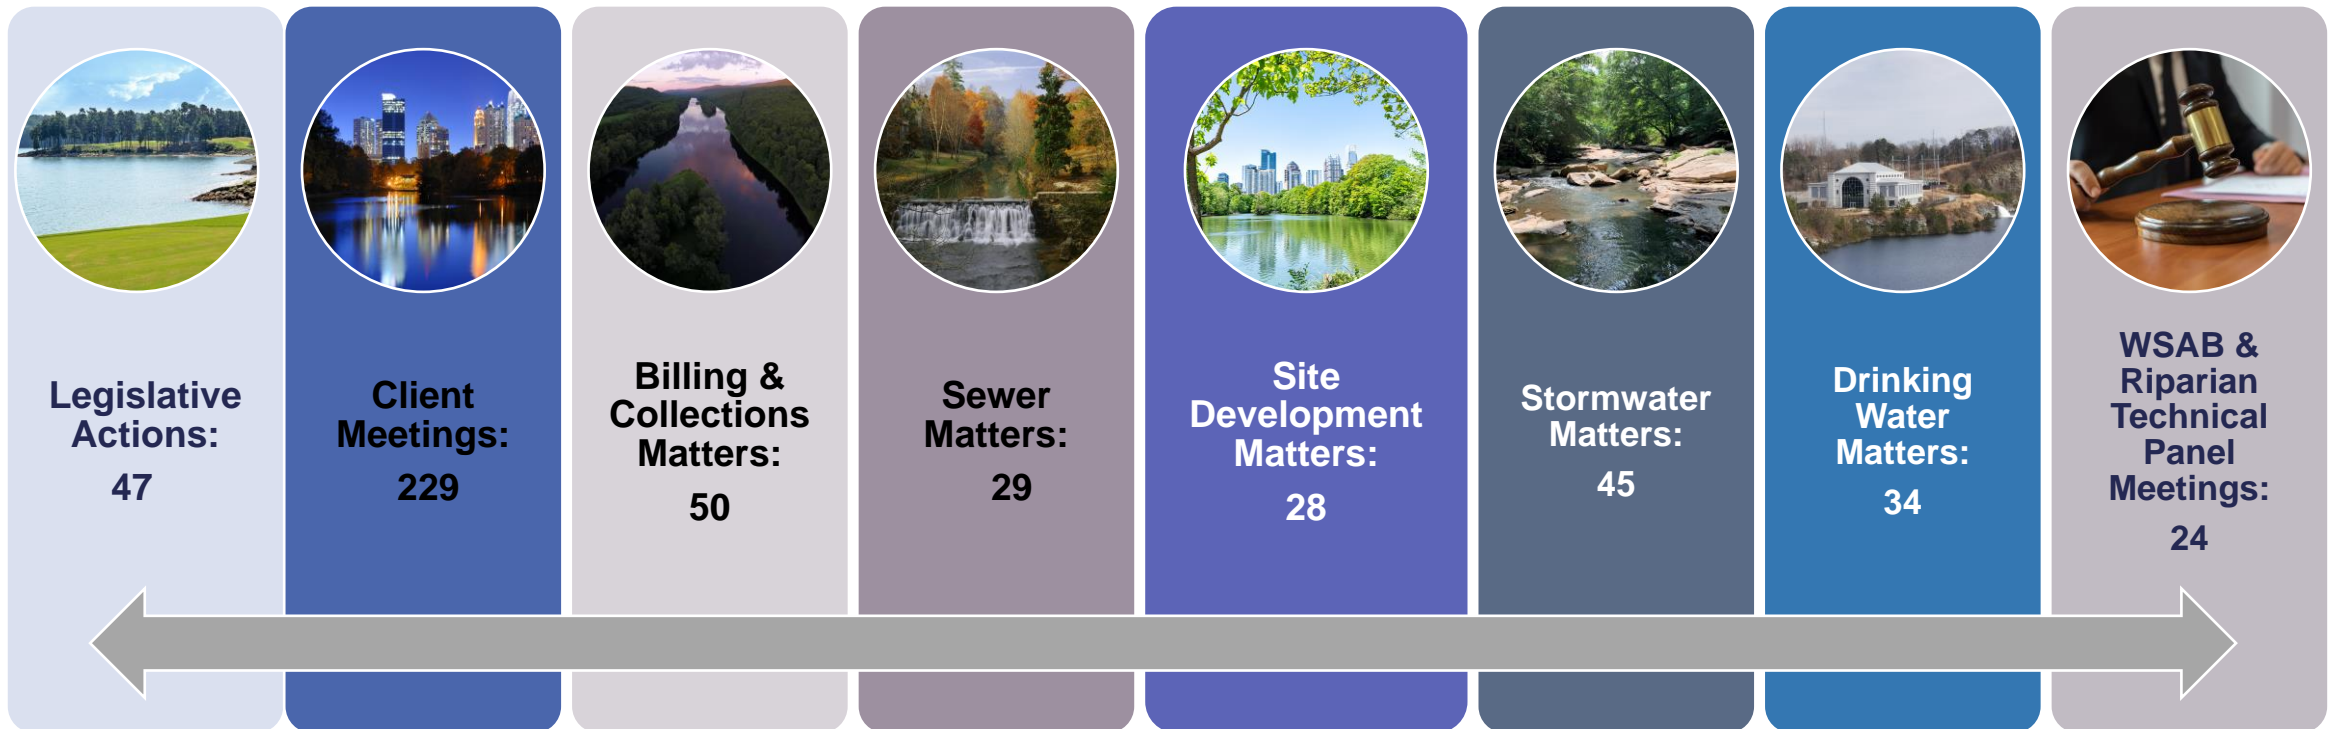 Legislative
Actions:
47
Client
Meetings:
229
Billing &
Collections
Matters:
50
Sewer
Matters:
29
Site
Development
Matters:
28
Stormwater
Matters:
45
Drinking
Water
Matters:
34
WSAB &
Riparian
Technical
Panel
Meetings:
24